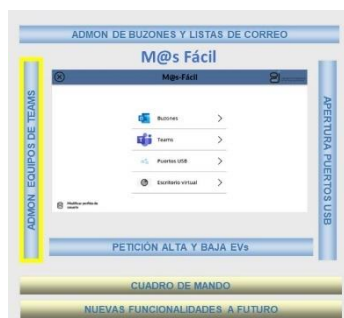 ADMON DE BUZONES Y LISTAS DE CORREO
M@s Fácil
M@s-Fácil
ADMON EQUIPOS DE TEAMS
Buzones
Teams
Puertos USB
Escritorio virtual
APERTURA PUERTOS USB
PETICIÓN ALTA Y BAJA EVs
CUADRO DE MANDO
NUEVAS FUNCIONALIDADES A FUTURO